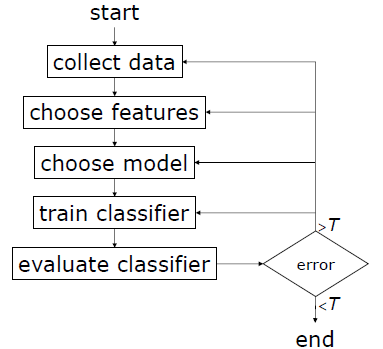 start
collect data
choose features
choose model
train classifier
>T
evaluate classifier
error
<T
end